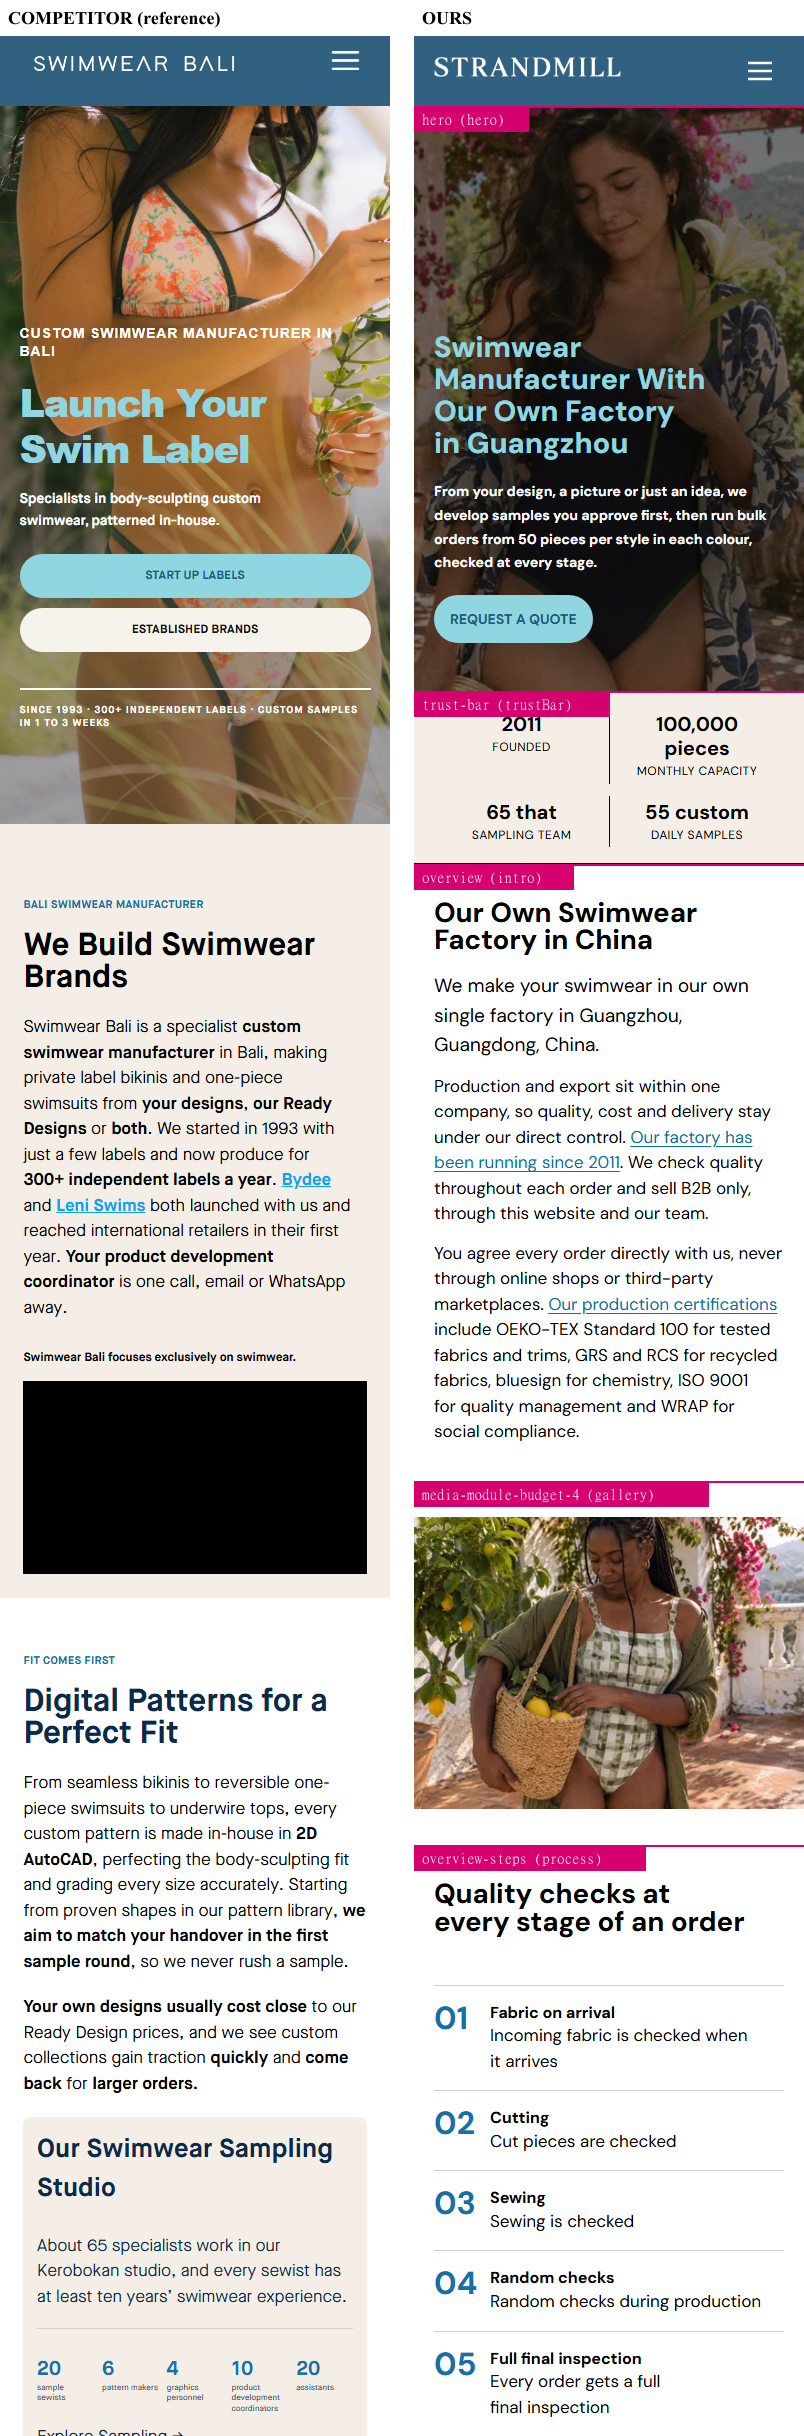 COMPETITOR (reference)
SWIMWEAR BALI
CUSTOM SWIMWEAR MANUFACTURER IN
BALI
Launch Your
Swim Label
Specialists in body-sculpting custom
swimwear, patterned in-house.
START UP LABELS
ESTABLISHED BRANDS
SINCE 1993 · 300+ INDEPENDENT LABELS · CUSTOM SAMPLES
IN 1 TO 3 WEEKS
BALI SWIMWEAR MANUFACTURER
We Build Swimwear
Brands
Swimwear Bali is a specialist custom
swimwear manufacturer in Bali, making
private label bikinis and one-piece
swimsuits from your designs, our Ready
Designs or both. We started in 1993 with
just a few labels and now produce for
300+ independent labels a year. Bydee
and Leni Swims both launched with us and
reached international retailers in their first
year. Your product development
coordinator is one call, email or WhatsApp
away.
Swimwear Bali focuses exclusively on swimwear.
FIT COMES FIRST
Digital Patterns for a
Perfect Fit
From seamless bikinis to reversible one-
piece swimsuits to underwire tops, every
custom pattern is made in-house in 2D
AutoCAD, perfecting the body-sculpting fit
and grading every size accurately. Starting
from proven shapes in our pattern library, we
aim to match your handover in the first
sample round, so we never rush a sample.
Your own designs usually cost close to our
Ready Design prices, and we see custom
collections gain traction quickly and come
back for larger orders.
Our Swimwear Sampling
Studio
About 65 specialists work in our
Kerobokan studio, and every sewist has
at least ten years’ swimwear experience.
20 6 4 10 20
sample pattern makers graphics product assistants
sewists personnel development
coordinators
Explore Sampling →
OURS
STRANDMILL
hero (hero)
Swimwear
Manufacturer With
Our Own Factory
in Guangzhou
From your design, a picture or just an idea, we
develop samples you approve first, then run bulk
orders from 50 pieces per style in each colour,
checked at every stage.
REQUEST A QUOTE
trust-bar (trustBar)
2011
FOUNDED
100,000
pieces
MONTHLY CAPACITY
65 that
SAMPLING TEAM
55 custom
DAILY SAMPLES
overview (intro)
Our Own Swimwear
Factory in China
We make your swimwear in our own
single factory in Guangzhou,
Guangdong, China.
Production and export sit within one
company, so quality, cost and delivery stay
under our direct control. Our factory has
been running since 2011. We check quality
throughout each order and sell B2B only,
through this website and our team.
You agree every order directly with us, never
through online shops or third-party
marketplaces. Our production certifications
include OEKO-TEX Standard 100 for tested
fabrics and trims, GRS and RCS for recycled
fabrics, bluesign for chemistry, ISO 9001
for quality management and WRAP for
social compliance.
media-module-budget-4 (gallery)
overview-steps (process)
Quality checks at
every stage of an order
01 Fabric on arrival
Incoming fabric is checked when
it arrives
02 Cutting
Cut pieces are checked
03 Sewing
Sewing is checked
04 Random checks
Random checks during production
05 Full final inspection
Every order gets a full
final inspection